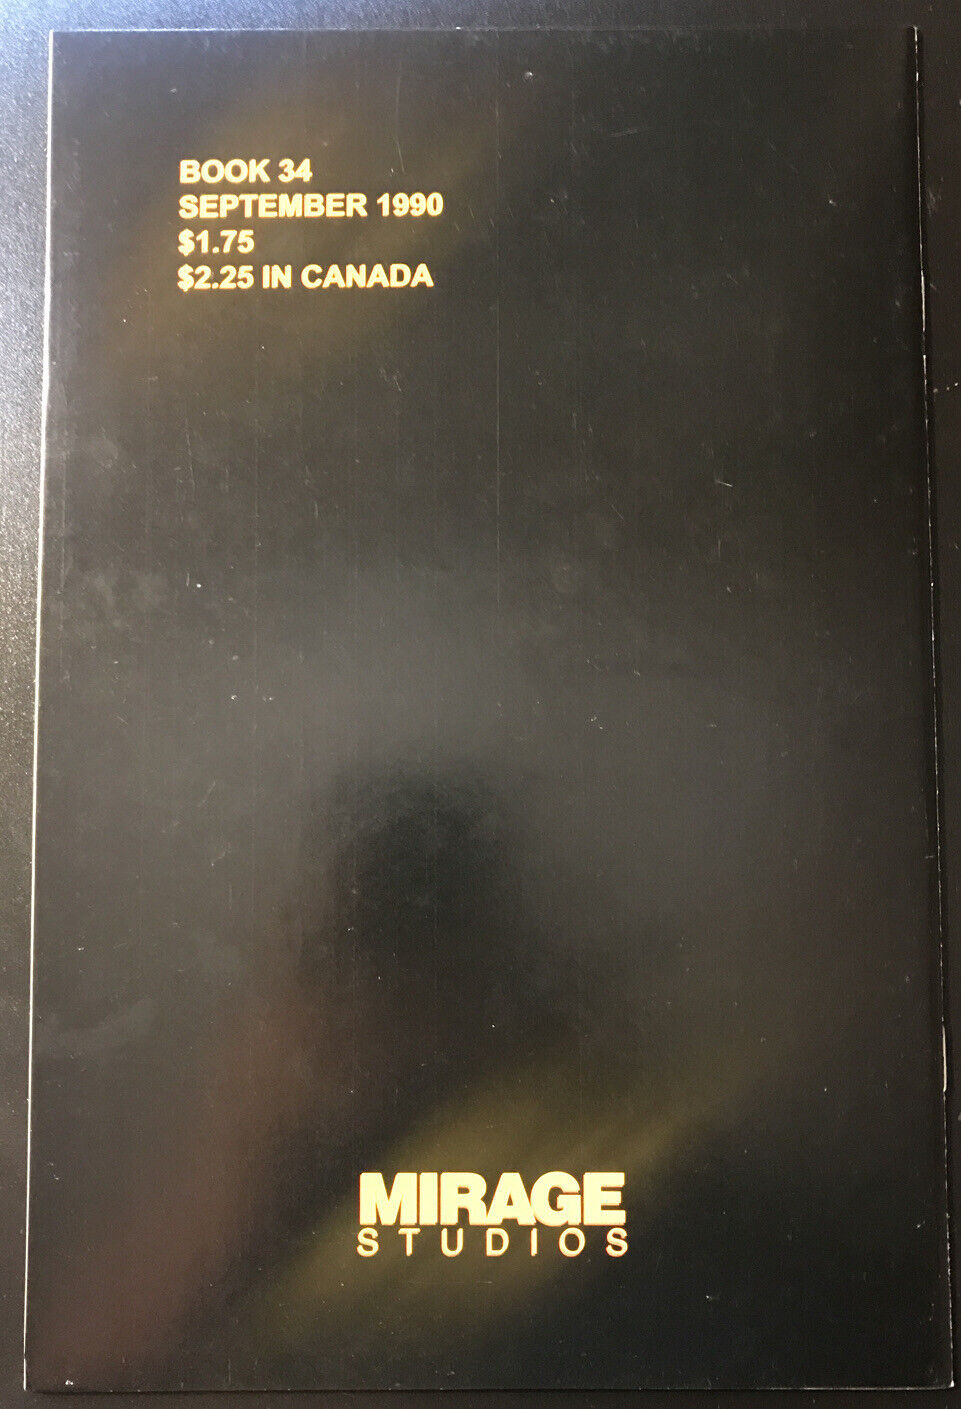 BOOK 34
SEPTEMBER 1990
$1.75
$2.25 IN CANADA
MIRAGE
STUDIOS